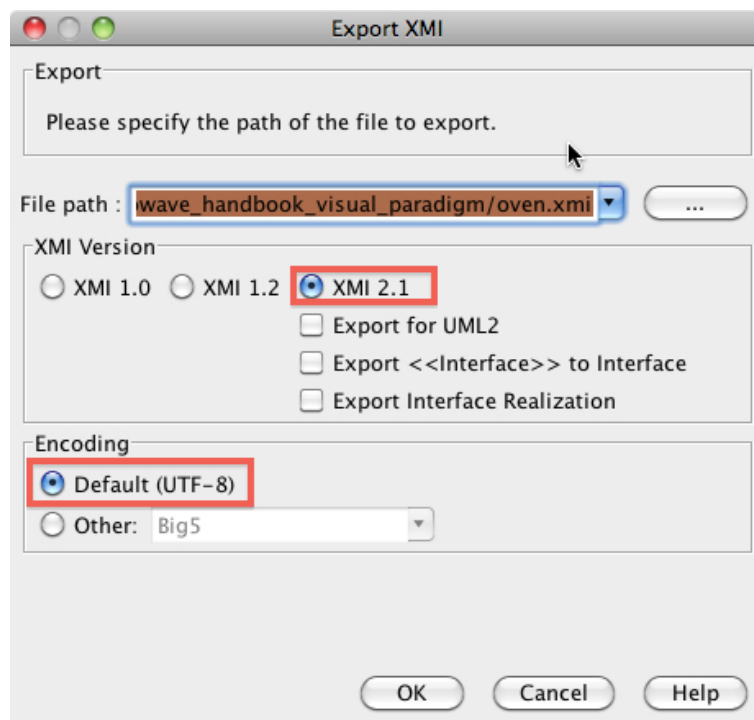 Export XMI
Export
Please specify the path of the file to export.
File path : wave_handbook_visual_paradigm/oven.xmi ...
XMI Version
XMI 1.0 XMI 1.2 XMI 2.1
Export for UML2
Export <<Interface>> to Interface
Export Interface Realization
Encoding
Default (UTF-8)
Other: Big5
OK Cancel Help